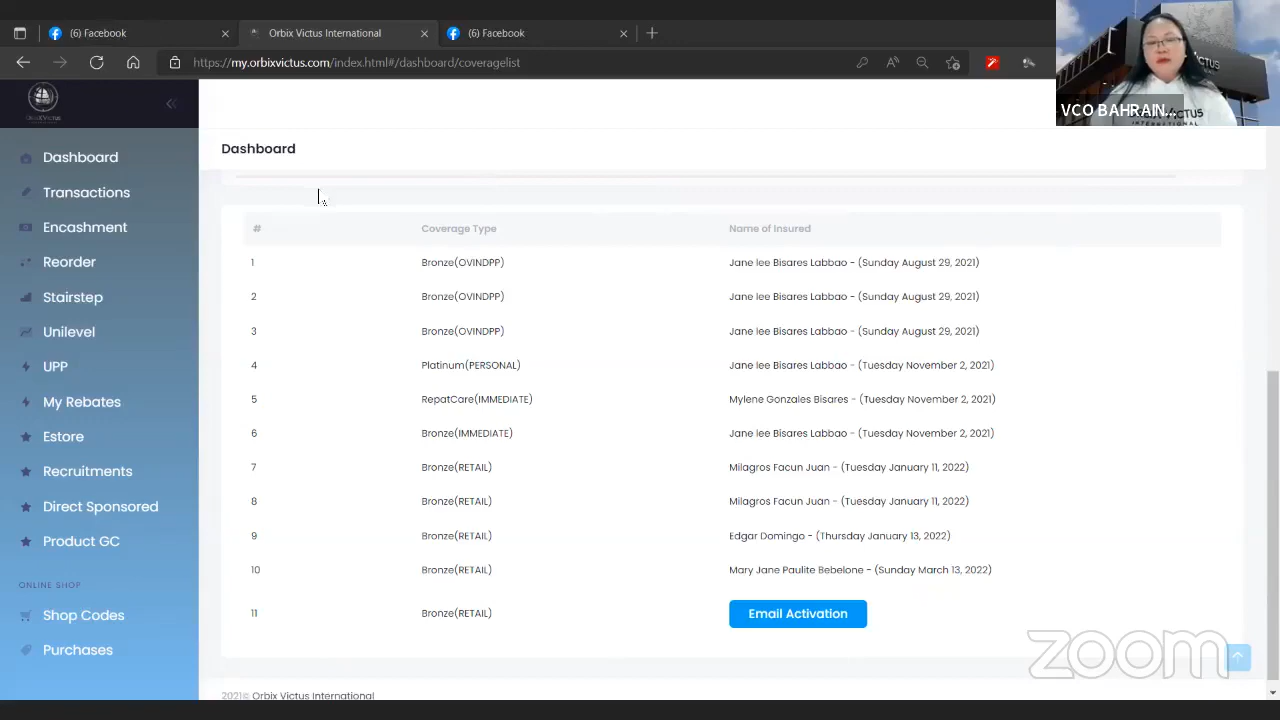 (6) Facebook
Orbix Victus International
(6) Facebook
https://my.orbixvictus.com/index.html#/dashboard/coveragelist
VCO BAHRAIN...
Dashboard
Transactions
Encashment
Reorder
Stairstep
Unilevel
UPP
My Rebates
Estore
Recruitments
Direct Sponsored
Product GC
ONLINE SHOP
Shop Codes
Purchases
Dashboard
# Coverage Type Name of Insured
1 Bronze(OVINDPP) Jane lee Bisares Labbao - (Sunday August 29, 2021)
2 Bronze(OVINDPP) Jane lee Bisares Labbao - (Sunday August 29, 2021)
3 Bronze(OVINDPP) Jane lee Bisares Labbao - (Sunday August 29, 2021)
4 Platinum(PERSONAL) Jane lee Bisares Labbao - (Tuesday November 2, 2021)
5 RepatCare(IMMEDIATE) Mylene Gonzales Bisares - (Tuesday November 2, 2021)
6 Bronze(IMMEDIATE) Jane lee Bisares Labbao - (Tuesday November 2, 2021)
7 Bronze(RETAIL) Milagros Facun Juan - (Tuesday January 11, 2022)
8 Bronze(RETAIL) Milagros Facun Juan - (Tuesday January 11, 2022)
9 Bronze(RETAIL) Edgar Domingo - (Thursday January 13, 2022)
10 Bronze(RETAIL) Mary Jane Paulite Bebelone - (Sunday March 13, 2022)
11 Bronze(RETAIL) Email Activation
zoom
2021© Orbix Victus International